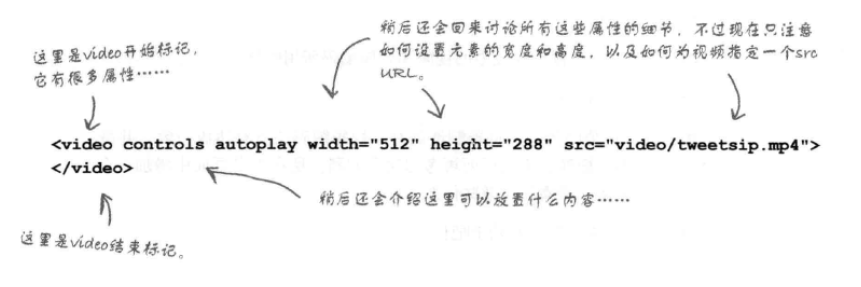 稍后还会回来讨论所有这些属性的细节，不过现在只注意
如何设置元素的宽度和高度，以及如何为视频指定一个src
URL。
这里是video开始标记，
它有很多属性……
<video controls autoplay width="512" height="288" src="video/tweetsip.mp4">
</video>
稍后还会介绍这里可以放置什么内容……
这里是video结束标记。